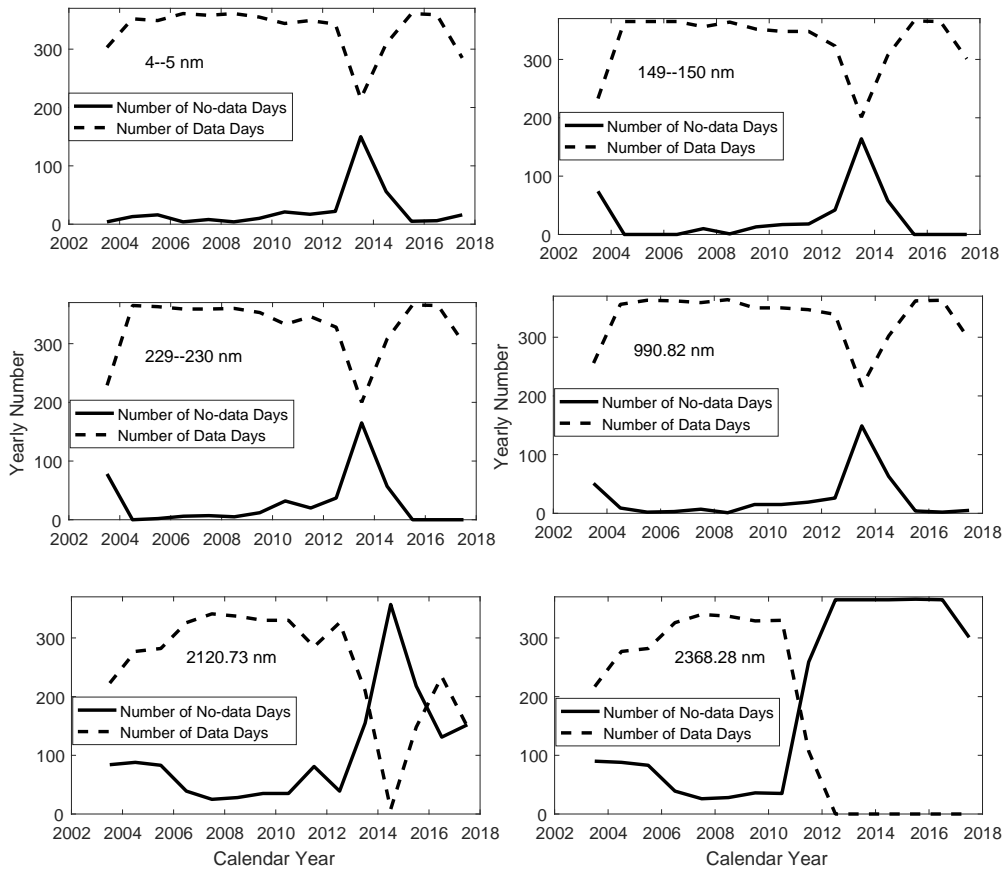 300
200
100
0
4--5 nm
Number of No-data Days
Number of Data Days
2002 2004 2006 2008 2010 2012 2014 2016 2018
300
200
100
0
149--150 nm
Number of No-data Days
Number of Data Days
2002 2004 2006 2008 2010 2012 2014 2016 2018
Yearly Number
300
200
100
0
229--230 nm
Number of No-data Days
Number of Data Days
2002 2004 2006 2008 2010 2012 2014 2016 2018
Yearly Number
300
200
100
0
990.82 nm
Number of No-data Days
Number of Data Days
2002 2004 2006 2008 2010 2012 2014 2016 2018
300
200
100
0
2120.73 nm
Number of No-data Days
Number of Data Days
2002 2004 2006 2008 2010 2012 2014 2016 2018
Calendar Year
300
200
100
0
2368.28 nm
Number of No-data Days
Number of Data Days
2002 2004 2006 2008 2010 2012 2014 2016 2018
Calendar Year